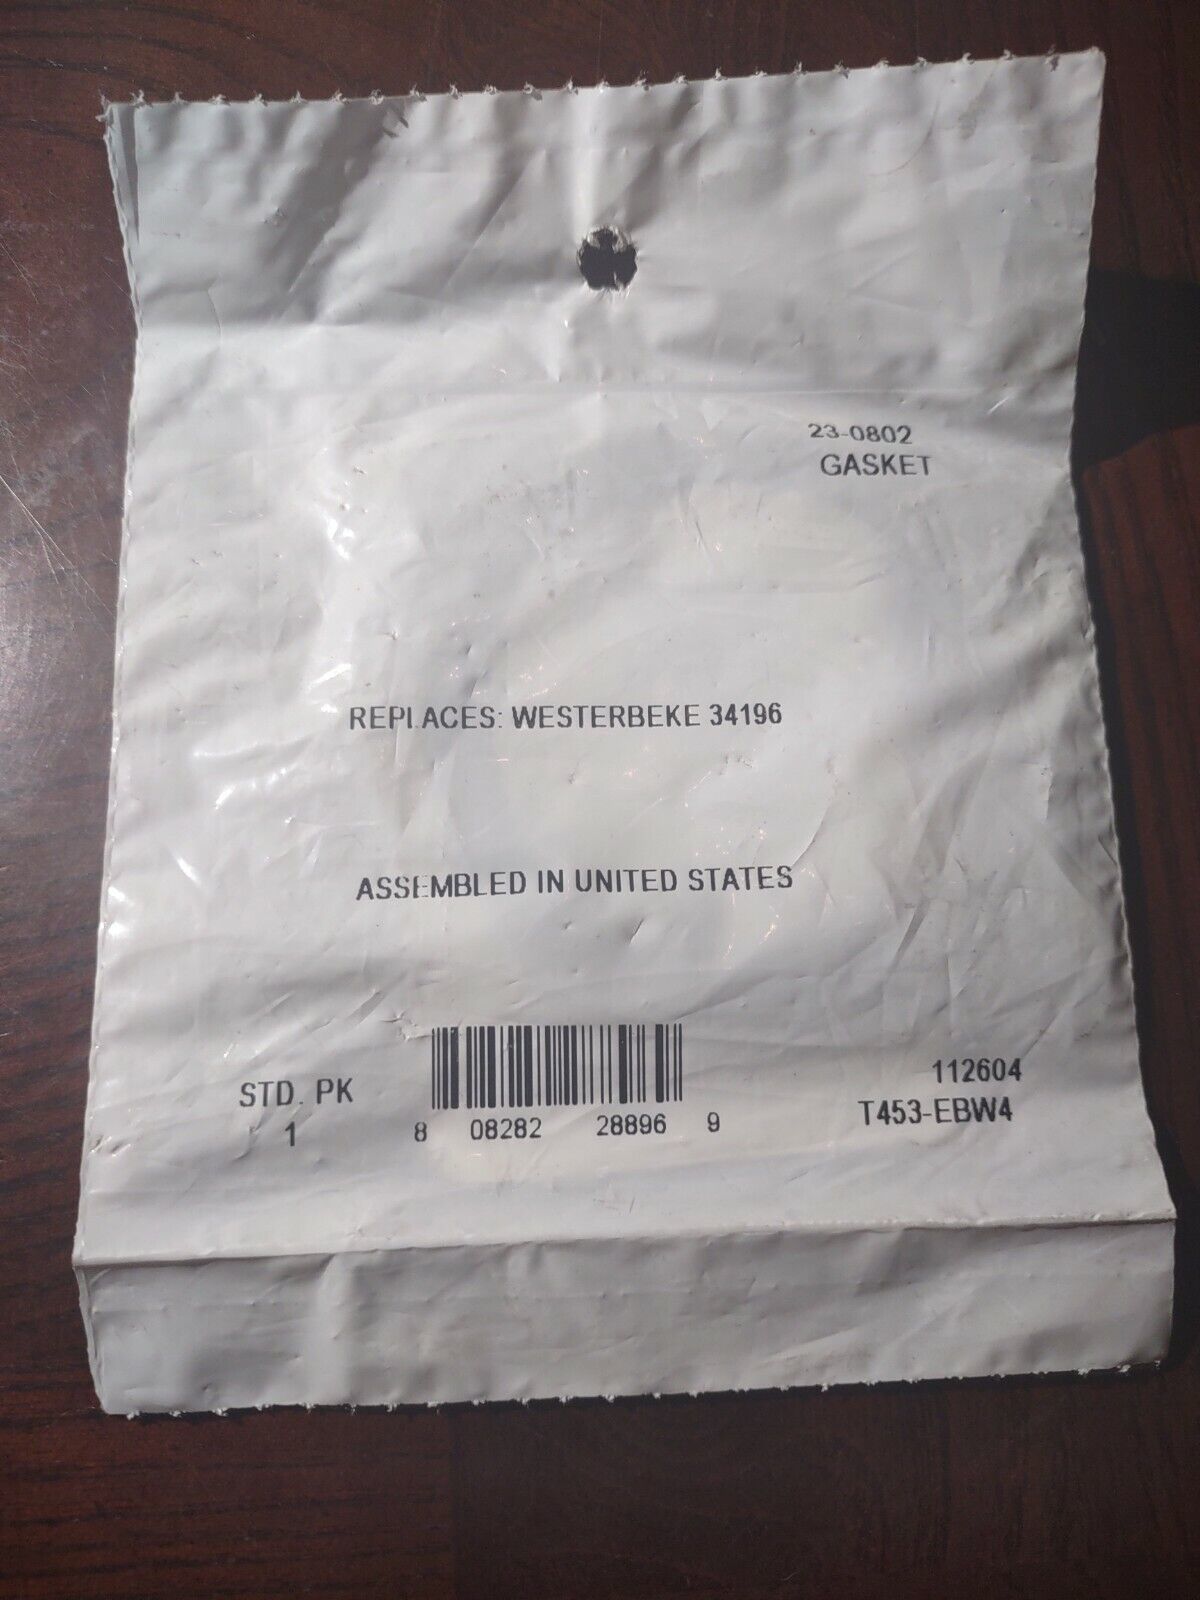 23-0802
GASKET
REPLACES: WESTERBEKE 34196
ASSEMBLED IN UNITED STATES
STD. PK
1
8 08282 28896 9
112604
T453-EBW4